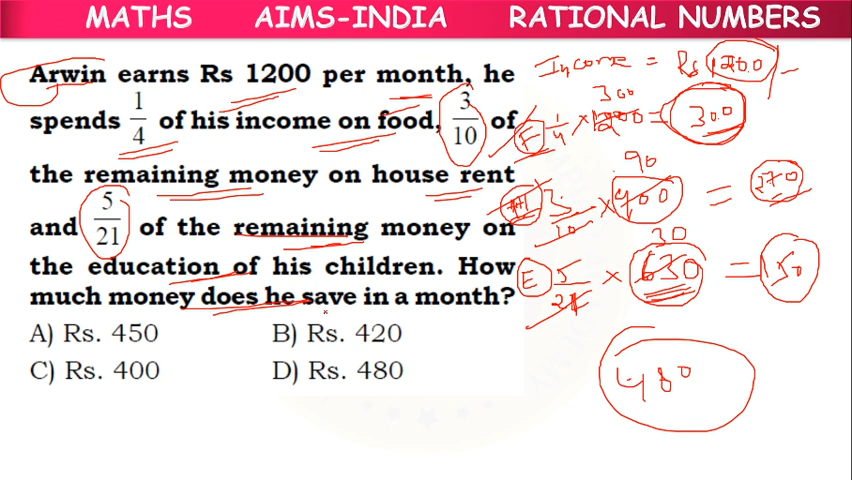 MATHS AIMS-INDIA RATIONAL NUMBERS
Arwin earns Rs 1200 per month, he
spends 1/4 of his income on food, 3/10 of
the remaining money on house rent
and 5/21 of the remaining money on
the education of his children. How
much money does he save in a month?
A) Rs. 450 B) Rs. 420
C) Rs. 400 D) Rs. 480
Income = Rs 1200
300
F 1/4 × 1200 = 300
90
3/10 × 900 = 270
30
E 5/21 × 630 = 150
480